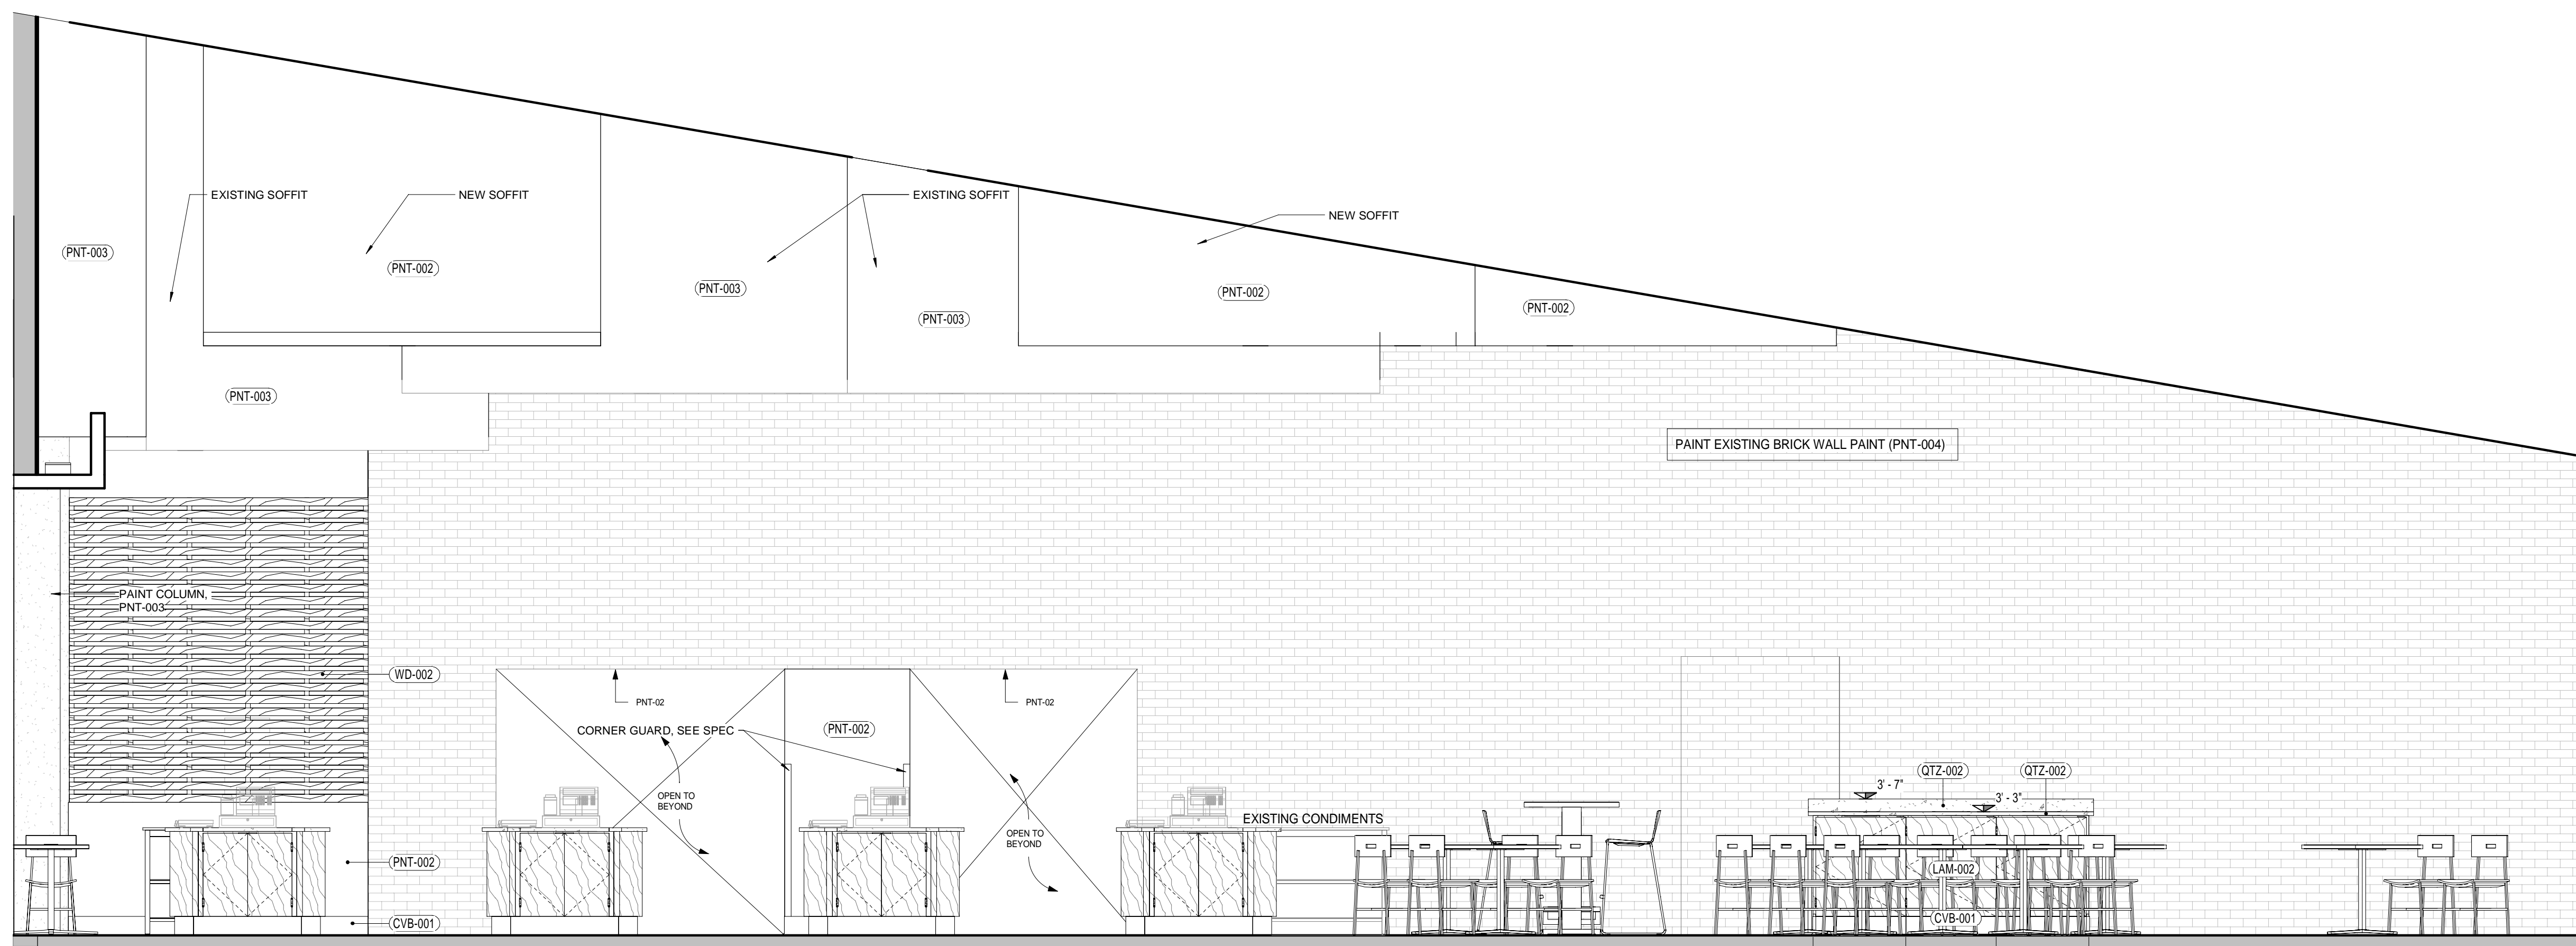 EXISTING SOFFIT
NEW SOFFIT
EXISTING SOFFIT
NEW SOFFIT
PNT-003
PNT-002
PNT-003
PNT-002
PNT-002
PNT-003
PNT-003
PAINT EXISTING BRICK WALL PAINT (PNT-004)
PAINT COLUMN,
PNT-003
WD-002
PNT-02
PNT-02
CORNER GUARD, SEE SPEC
PNT-002
OPEN TO
BEYOND
OPEN TO
BEYOND
QTZ-002
QTZ-002
3' - 7"
3' - 3"
EXISTING CONDIMENTS
PNT-002
LAM-002
CVB-001
CVB-001